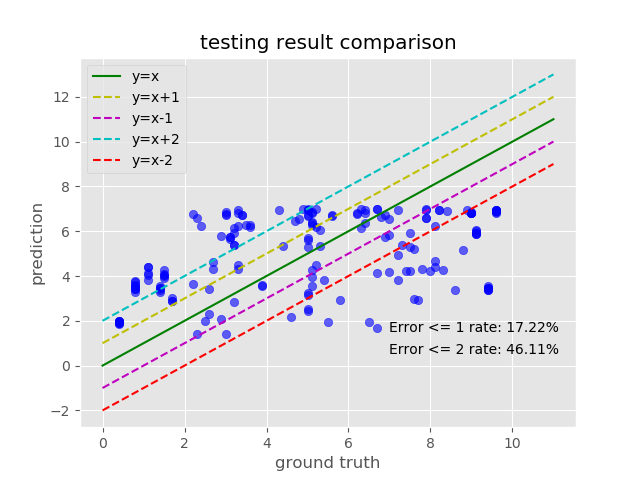 testing result comparison
y=x
y=x+1
y=x-1
y=x+2
y=x-2
12
10
8
6
4
2
0
−2
prediction
Error <= 1 rate: 17.22%
Error <= 2 rate: 46.11%
0 2 4 6 8 10
ground truth